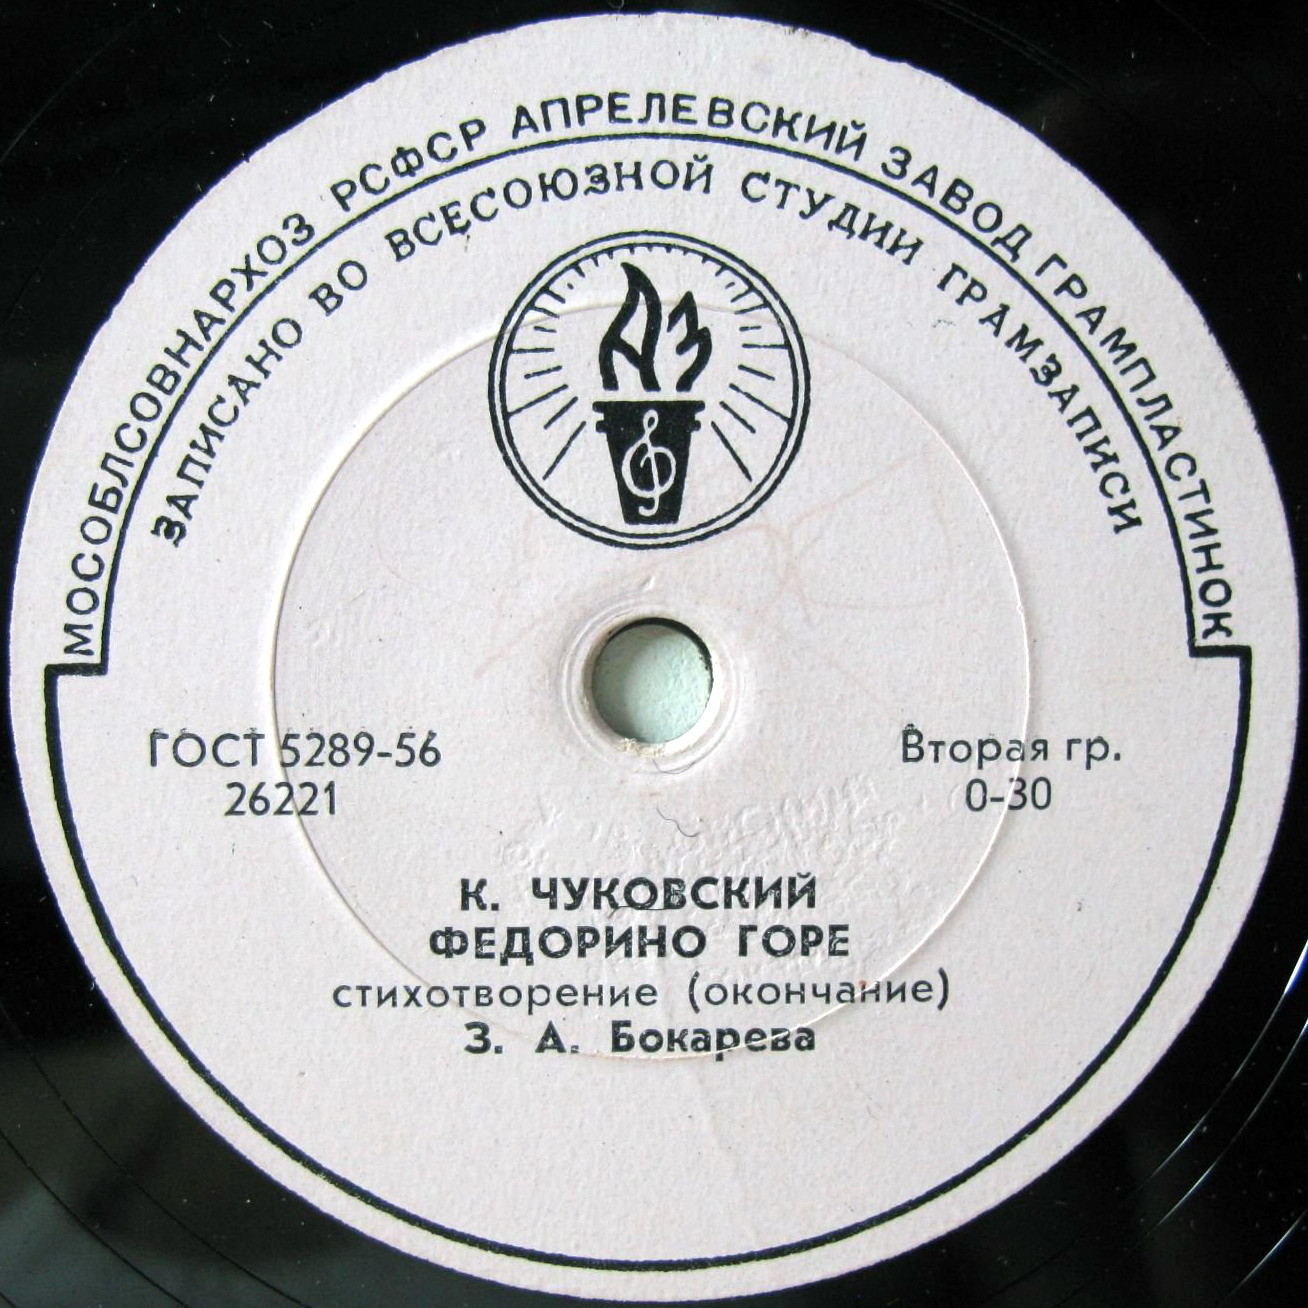 МОСОБЛСОВНАРХОЗ РСФСР АПРЕЛЕВСКИЙ ЗАВОД ГРАМПЛАСТИНОК
ЗАПИСАНО ВО ВСЕСОЮЗНОЙ СТУДИИ ГРАМЗАПИСИ
АЗ
ГОСТ 5289-56
26221
Вторая гр.
0-30
К. ЧУКОВСКИЙ
ФЕДОРИНО ГОРЕ
стихотворение (окончание)
З. А. Бокарева